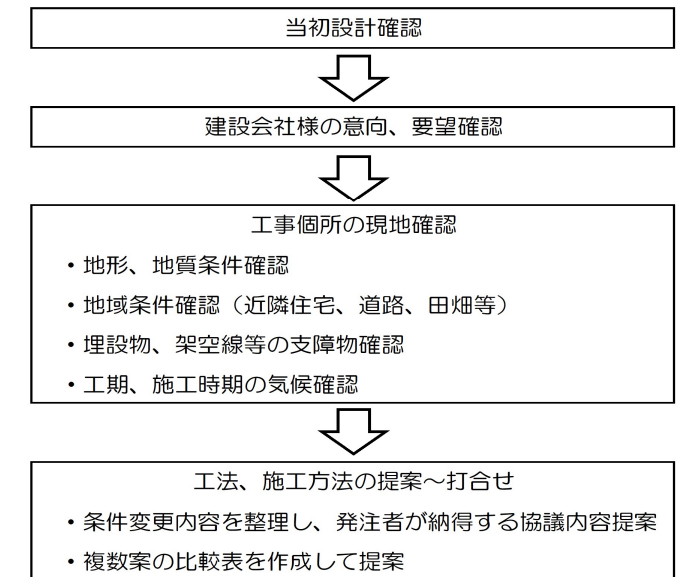 当初設計確認
建設会社様の意向、要望確認
工事個所の現地確認
・地形、地質条件確認
・地域条件確認（近隣住宅、道路、田畑等）
・埋設物、架空線等の支障物確認
・工期、施工時期の気候確認
工法、施工方法の提案～打合せ
・条件変更内容を整理し、発注者が納得する協議内容提案
・複数案の比較表を作成して提案